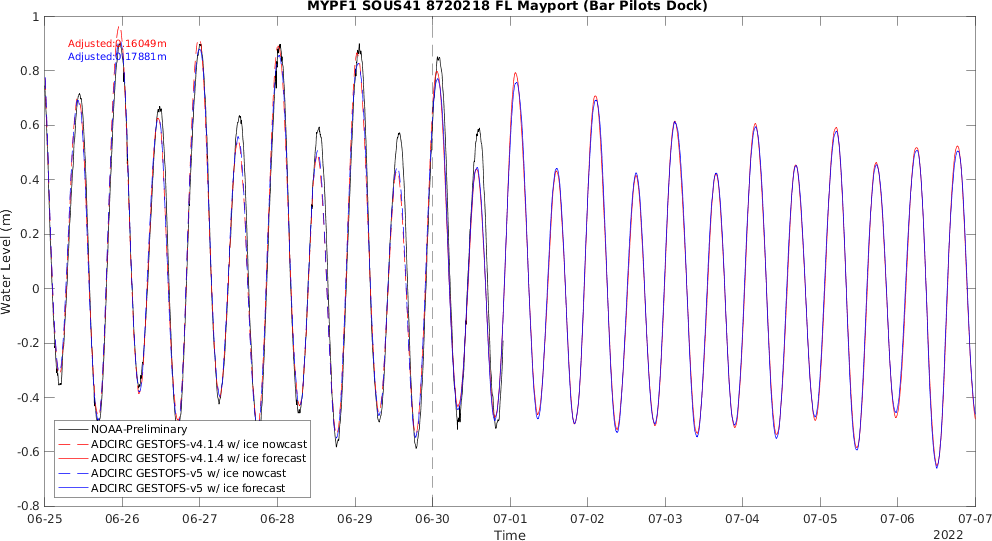 MYPF1 SOUS41 8720218 FL Mayport (Bar Pilots Dock)
1
Adjusted:0.16049m
Adjusted:0.17881m
0.8
0.6
0.4
0.2
0
-0.2
-0.4
-0.6
-0.8
Water Level (m)
NOAA-Preliminary
ADCIRC GESTOFS-v4.1.4 w/ ice nowcast
ADCIRC GESTOFS-v4.1.4 w/ ice forecast
ADCIRC GESTOFS-v5 w/ ice nowcast
ADCIRC GESTOFS-v5 w/ ice forecast
06-25 06-26 06-27 06-28 06-29 06-30 07-01 07-02 07-03 07-04 07-05 07-06 07-07
Time
2022